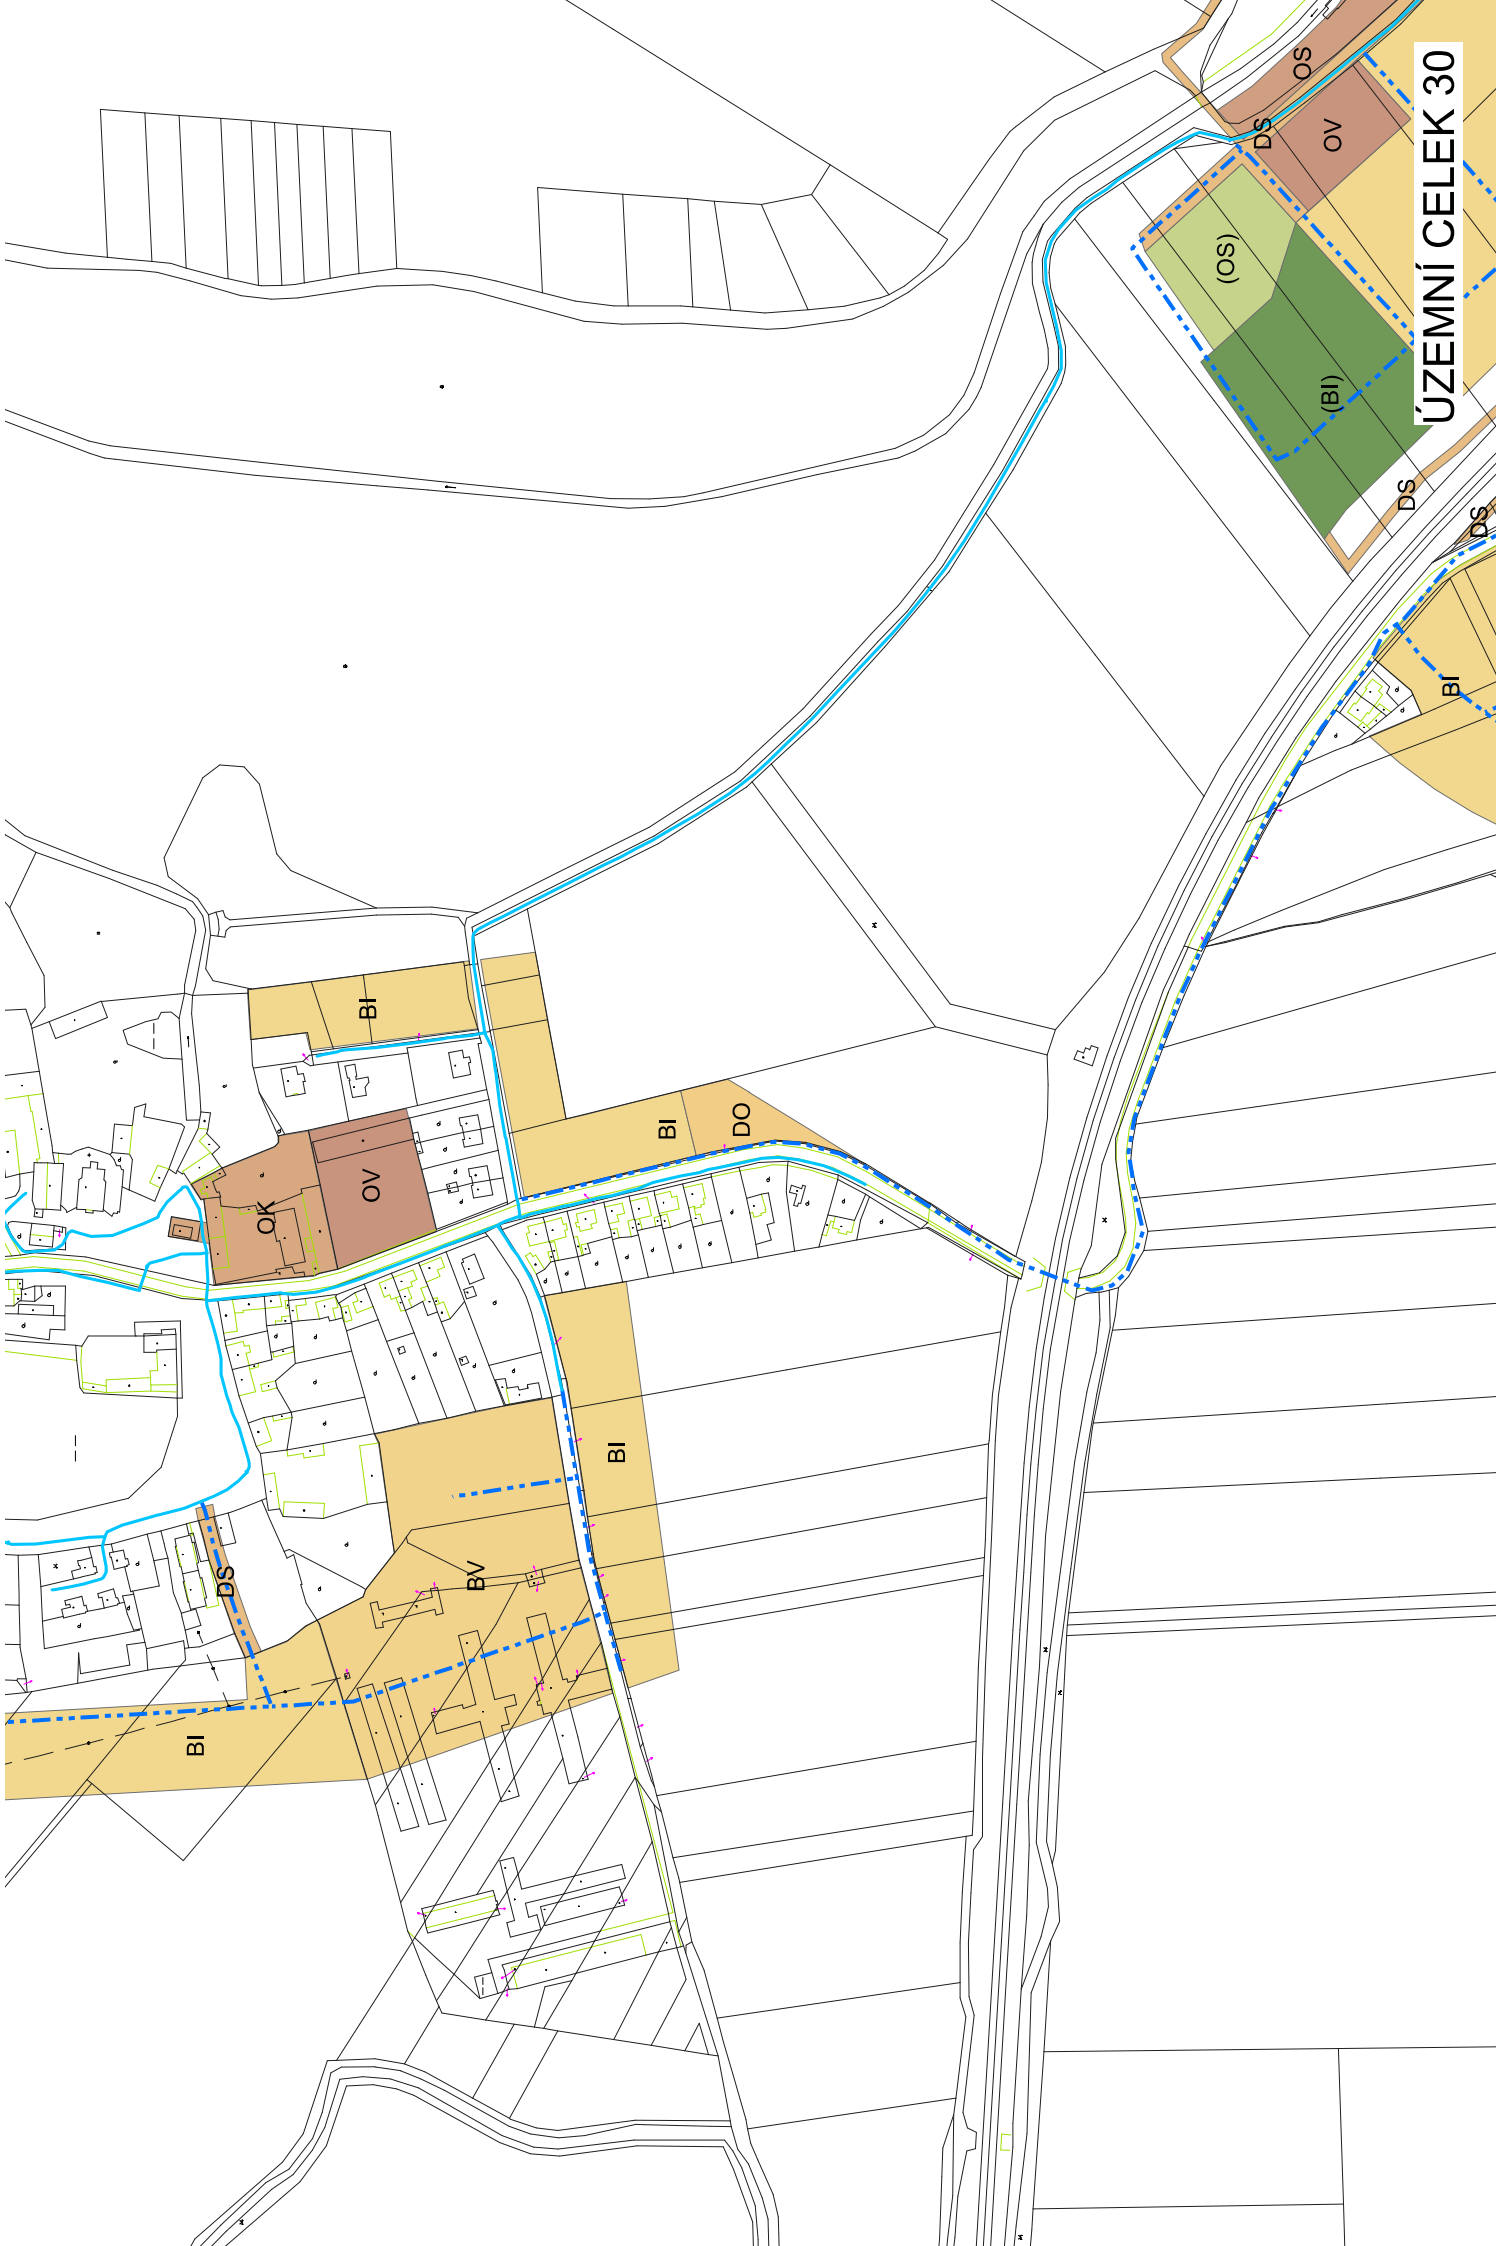 BI
DS
OK
OV
BI
BV
BI
BI
DO
(OS)
DS
OS
(BI)
OV
DS
ÚZEMNÍ CELEK 30
BI
DS